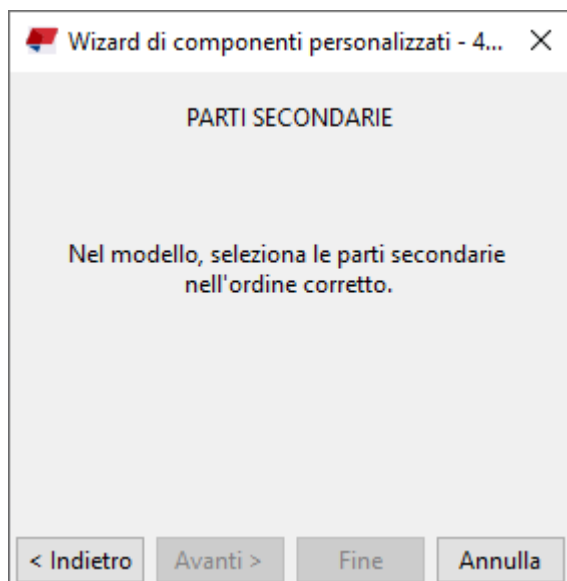 Wizard di componenti personalizzati - 4...
PARTI SECONDARIE
Nel modello, seleziona le parti secondarie
nell'ordine corretto.
< Indietro Avanti > Fine Annulla